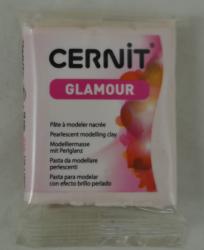 CERNiT
GLAMOUR
Pâte à modeler nacrée
Pearlescent modelling clay
Modelliermasse
mit Perlglanz
Pasta da modellare
perlescenti
Pasta para modelar
con efecto brillo perlado